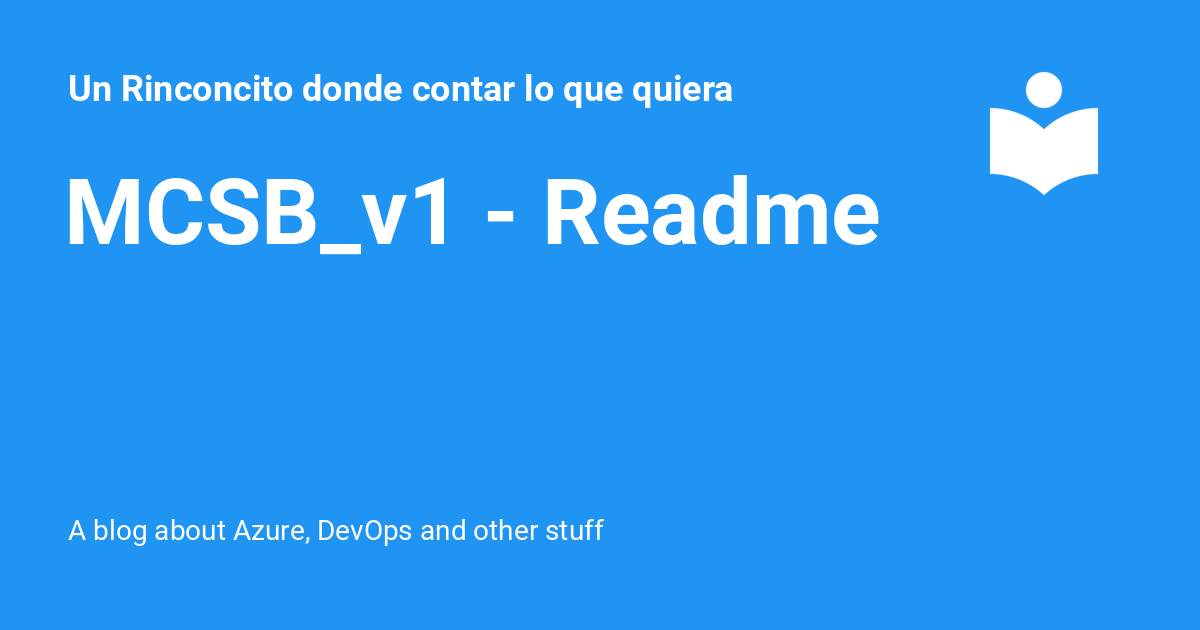 Un Rinconcito donde contar lo que quiera
MCSB_v1 - Readme
A blog about Azure, DevOps and other stuff